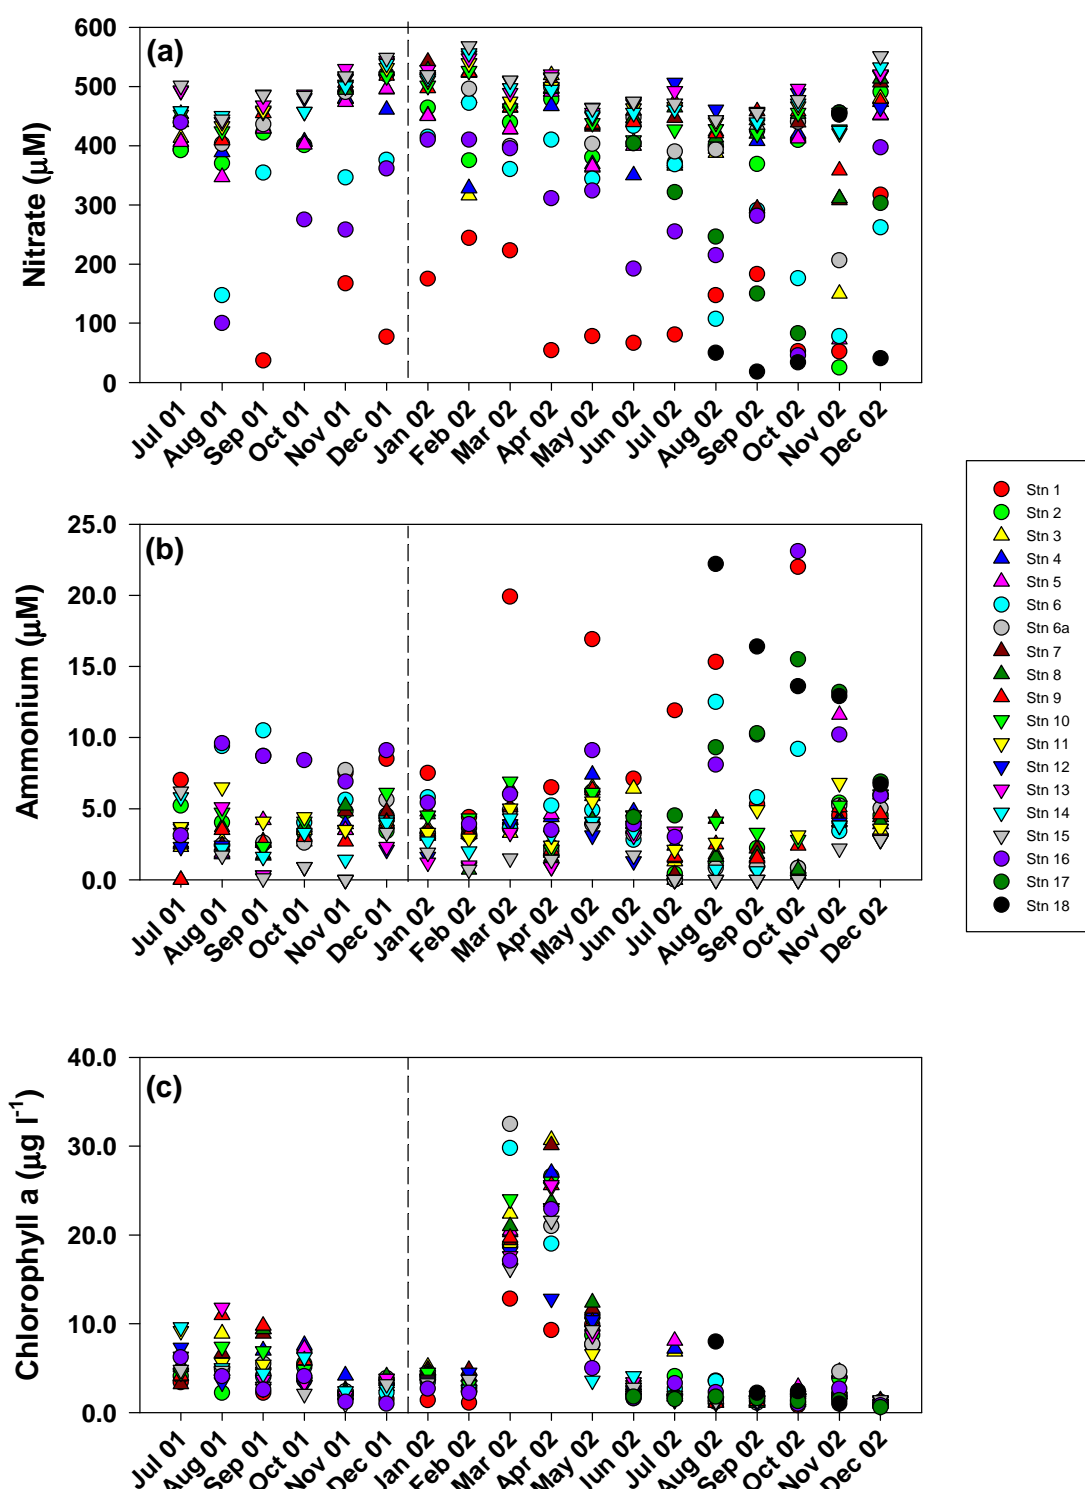 (a)
Nitrate (µM)
600
500
400
300
200
100
0
Jul 01
Aug 01
Sep 01
Oct 01
Nov 01
Dec 01
Jan 02
Feb 02
Mar 02
Apr 02
May 02
Jun 02
Jul 02
Aug 02
Sep 02
Oct 02
Nov 02
Dec 02
(b)
Ammonium (µM)
25.0
20.0
15.0
10.0
5.0
0.0
Jul 01
Aug 01
Sep 01
Oct 01
Nov 01
Dec 01
Jan 02
Feb 02
Mar 02
Apr 02
May 02
Jun 02
Jul 02
Aug 02
Sep 02
Oct 02
Nov 02
Dec 02
Stn 1
Stn 2
Stn 3
Stn 4
Stn 5
Stn 6
Stn 6a
Stn 7
Stn 8
Stn 9
Stn 10
Stn 11
Stn 12
Stn 13
Stn 14
Stn 15
Stn 16
Stn 17
Stn 18
(c)
Chlorophyll a (µg l⁻¹)
40.0
30.0
20.0
10.0
0.0
Jul 01
Aug 01
Sep 01
Oct 01
Nov 01
Dec 01
Jan 02
Feb 02
Mar 02
Apr 02
May 02
Jun 02
Jul 02
Aug 02
Sep 02
Oct 02
Nov 02
Dec 02